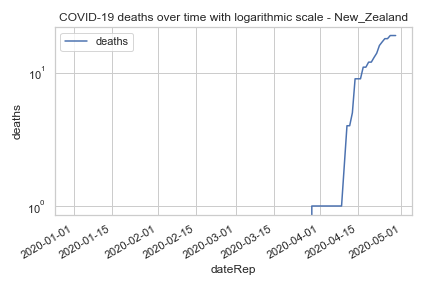 COVID-19 deaths over time with logarithmic scale - New_Zealand
deaths
10¹
10⁰
deaths
2020-01-01
2020-01-15
2020-02-01
2020-02-15
2020-03-01
2020-03-15
2020-04-01
2020-04-15
2020-05-01
dateRep